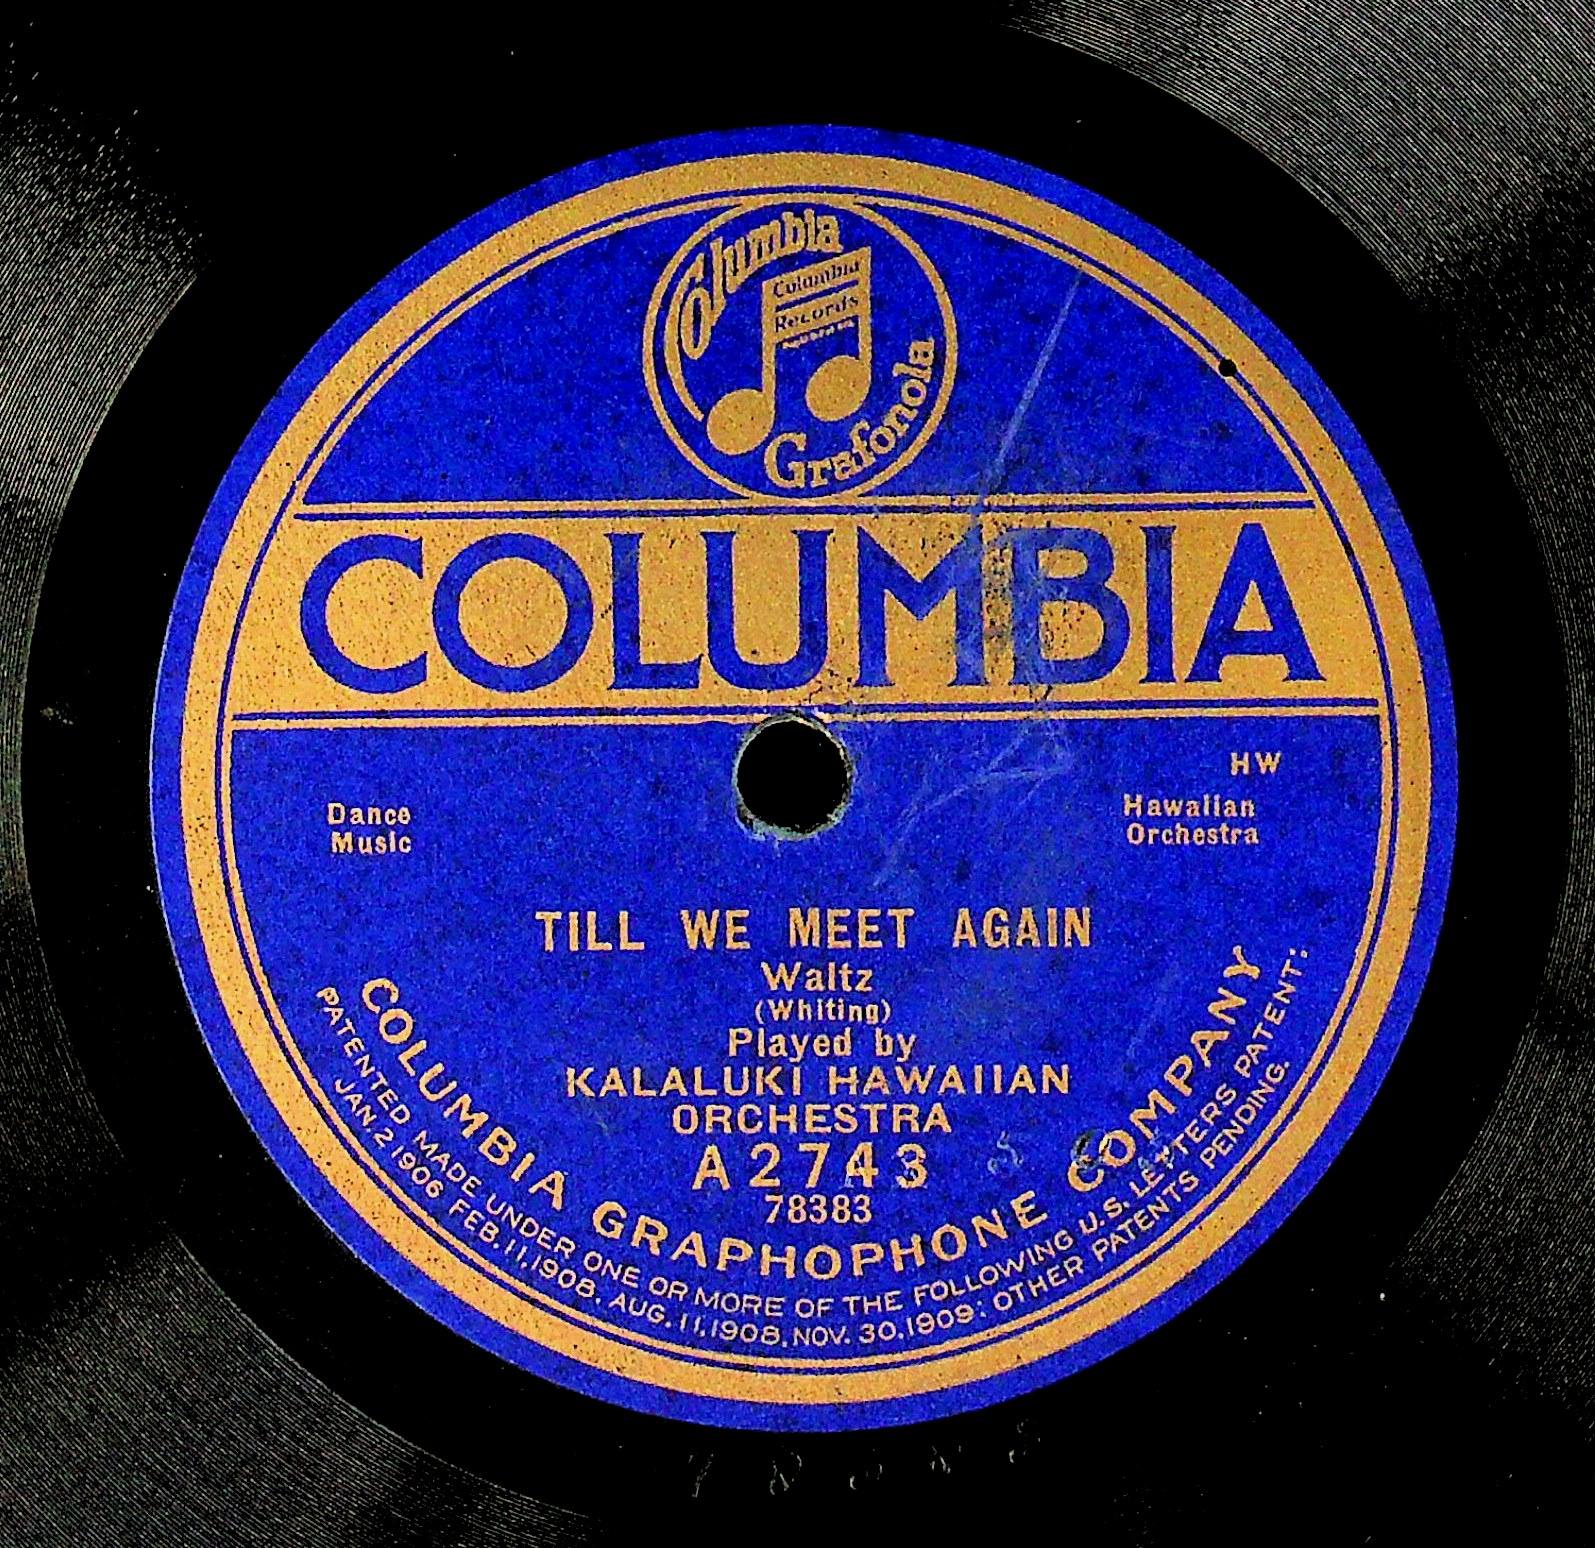 Columbia
Columbia
Records
Grafonola
COLUMBIA
HW
Dance
Music
Hawaiian
Orchestra
TILL WE MEET AGAIN
Waltz
(Whiting)
Played by
KALALUKI HAWAIIAN
ORCHESTRA
A2743
78383
COLUMBIA GRAPHOPHONE COMPANY
PATENTED MADE UNDER ONE OR MORE OF THE FOLLOWING U.S. LETTERS PATENT:
JAN. 2 1906 FEB. 11, 1908. AUG. 11, 1908, NOV. 30, 1909: OTHER PATENTS PENDING.